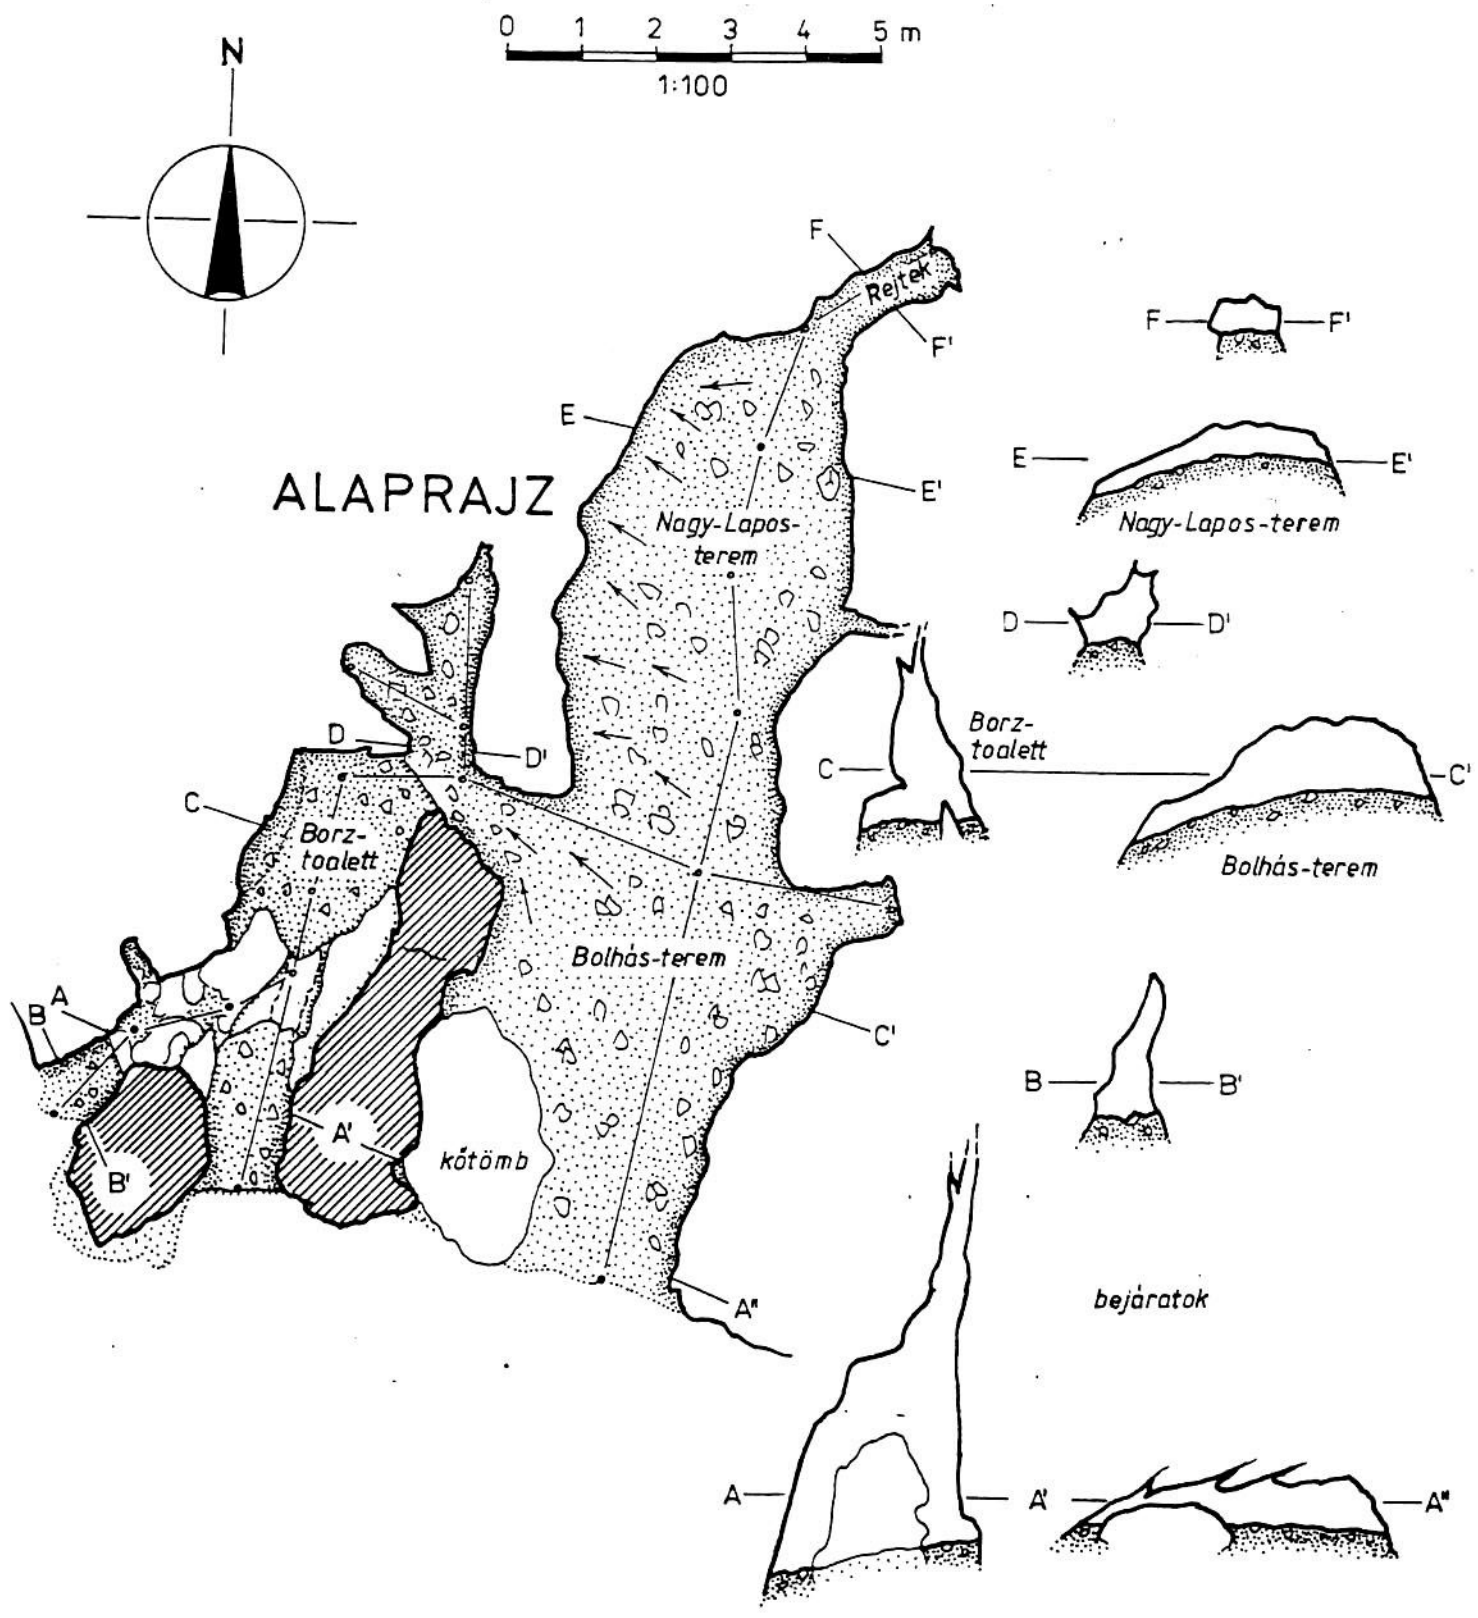 N
0 1 2 3 4 5 m
1:100
F
Rejtek
F'
F F'
E
E'
E E'
ALAPRAJZ
Nagy-Lapos-
terem
Nagy-Lapos-terem
D D'
D
D'
C
Borz-
toalett
C
Borz-
toalett
C'
Bolhás-terem
Bolhás-terem
C'
B
A
B B'
A'
B'
kőtömb
A"
bejáratok
A A' A"